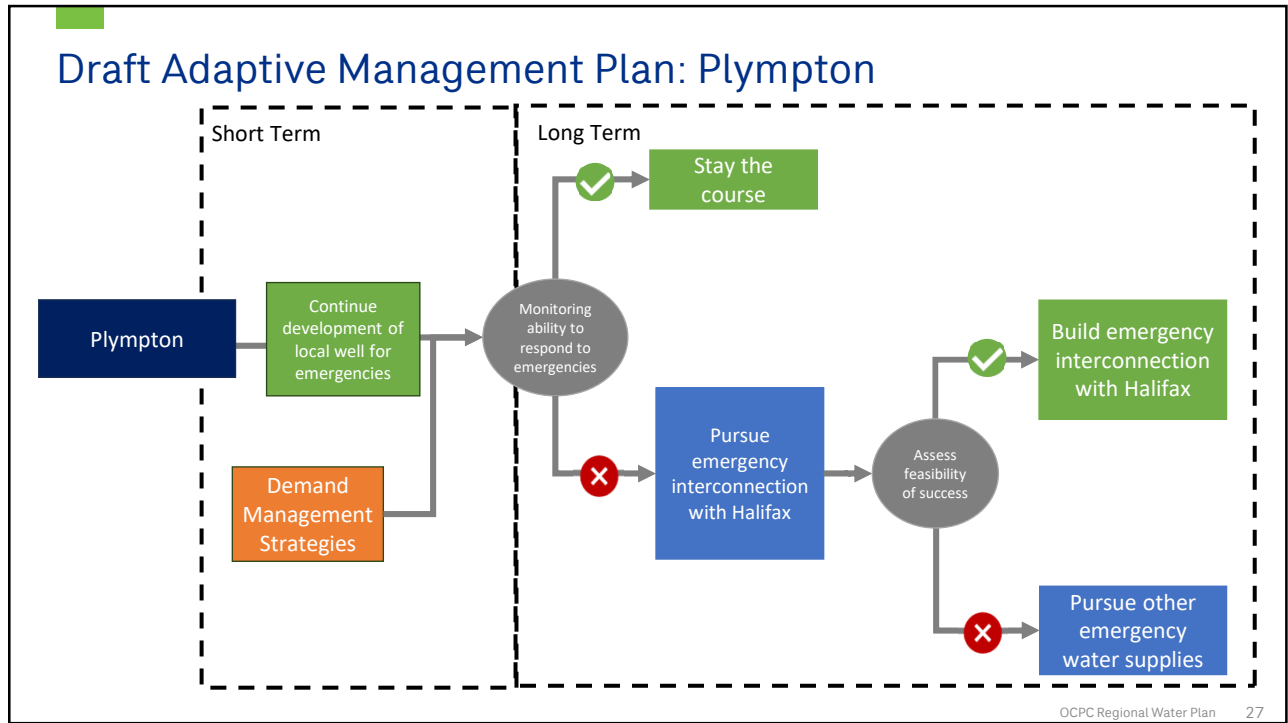 Draft Adaptive Management Plan: Plympton
Short Term
Long Term
Stay the
course
Plympton
Continue
development of
local well for
emergencies
Monitoring
ability to
respond to
emergencies
Demand
Management
Strategies
Pursue
emergency
interconnection
with Halifax
Assess
feasibility
of success
Build emergency
interconnection
with Halifax
Pursue other
emergency
water supplies
OCPC Regional Water Plan 27